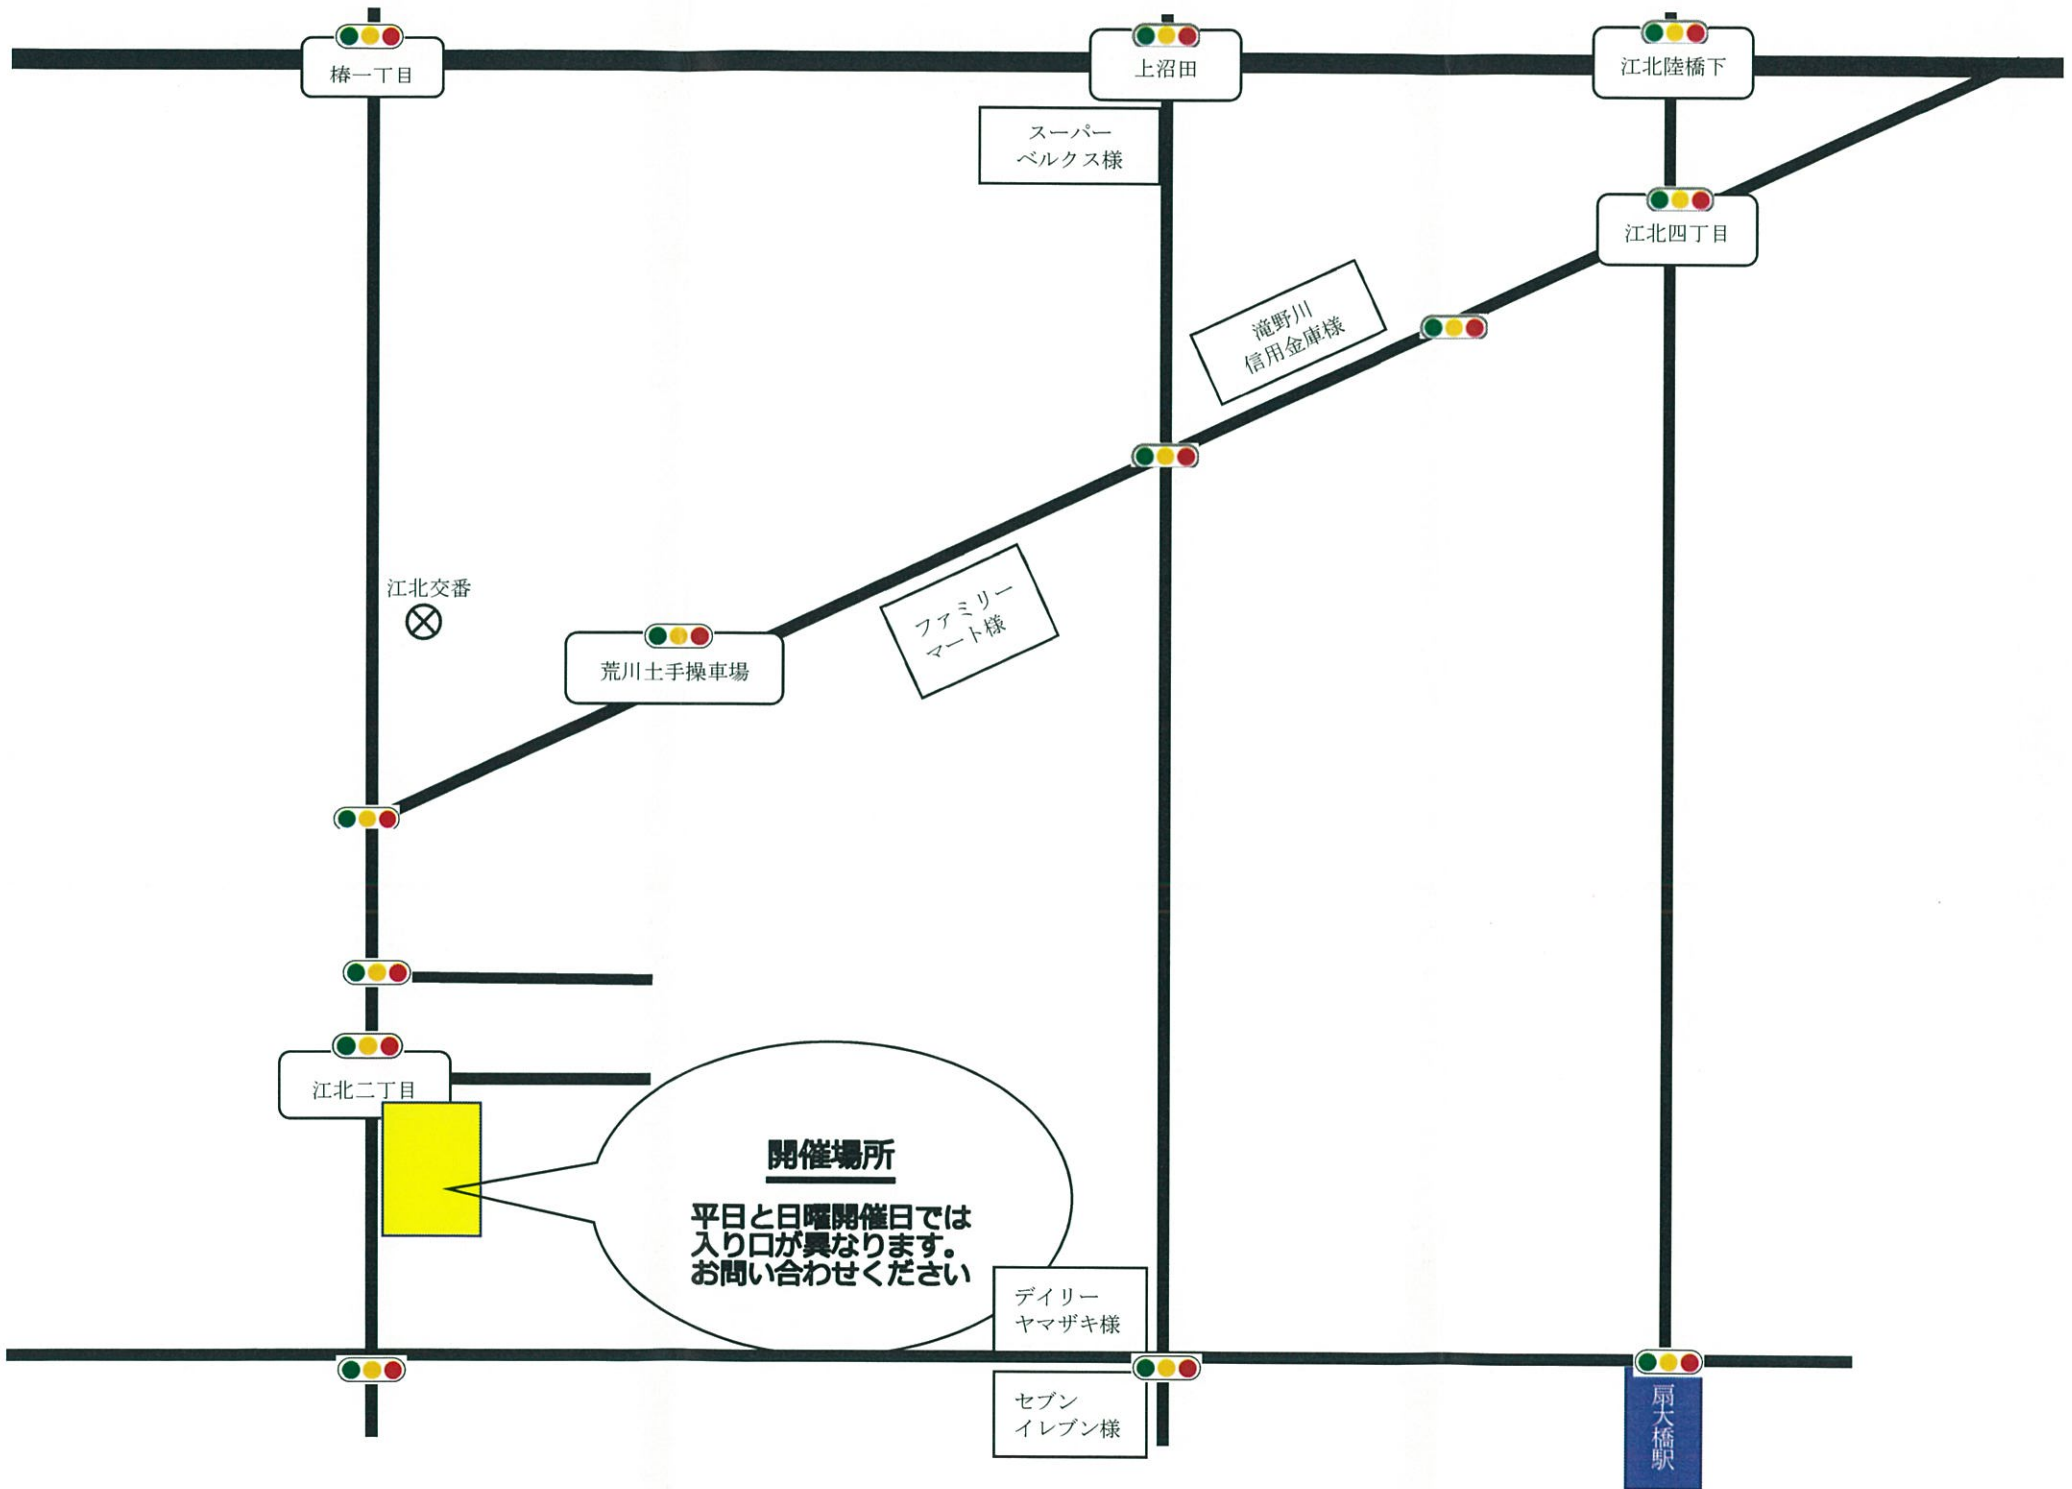 椿一丁目
上沼田
江北陸橋下
スーパー
ベルクス様
江北四丁目
滝野川
信用金庫様
江北交番
ファミリー
マート様
荒川土手操車場
江北二丁目
開催場所
平日と日曜開催日では
入り口が異なります。
お問い合わせください
デイリー
ヤマザキ様
セブン
イレブン様
扇大橋駅